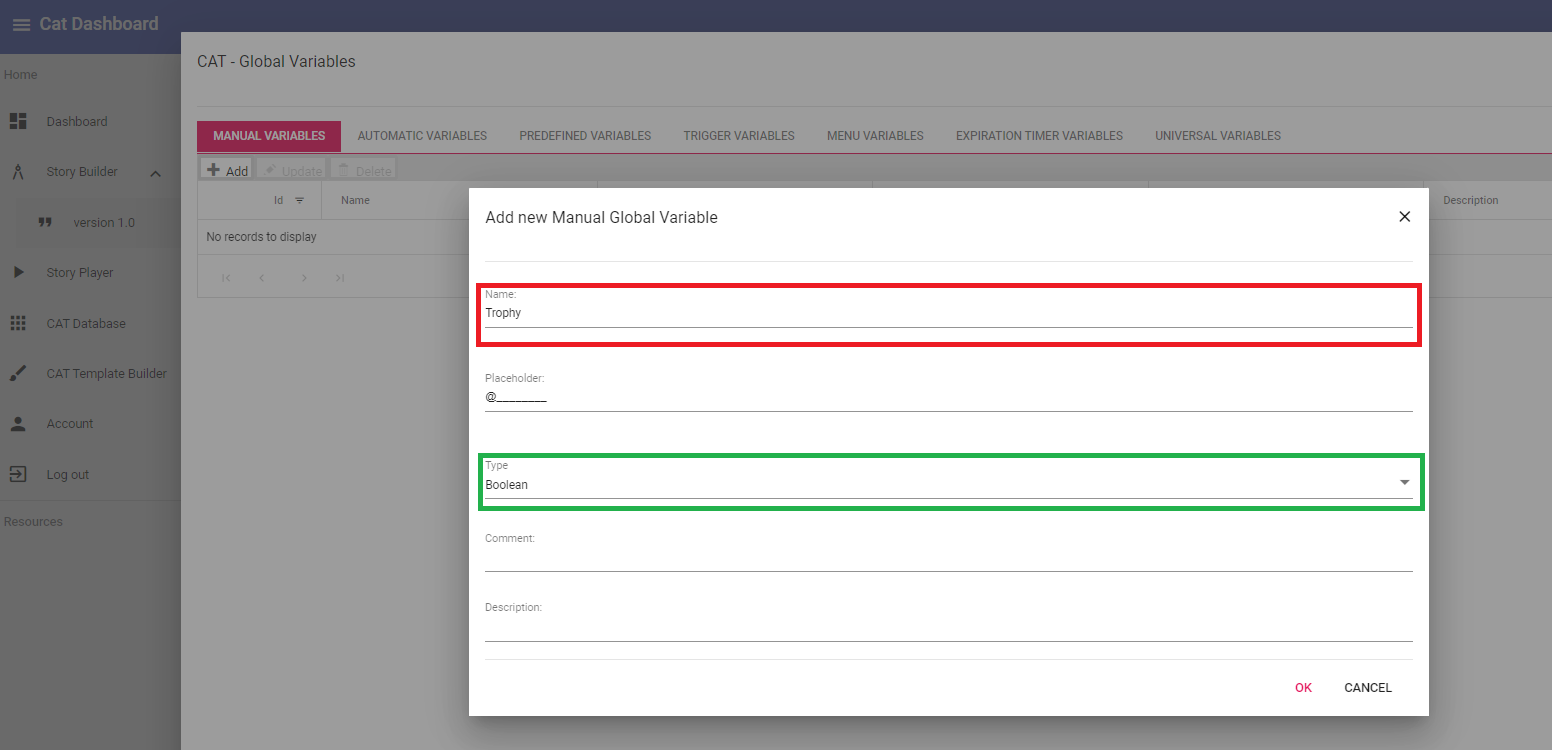 Cat Dashboard
Home
Dashboard
Story Builder
version 1.0
Story Player
CAT Database
CAT Template Builder
Account
Log out
Resources
CAT - Global Variables
MANUAL VARIABLES AUTOMATIC VARIABLES PREDEFINED VARIABLES TRIGGER VARIABLES MENU VARIABLES EXPIRATION TIMER VARIABLES UNIVERSAL VARIABLES
Add Update Delete
Id Name Description
No records to display
Add new Manual Global Variable
Name:
Trophy
Placeholder:
@________
Type
Boolean
Comment:
Description:
OK CANCEL